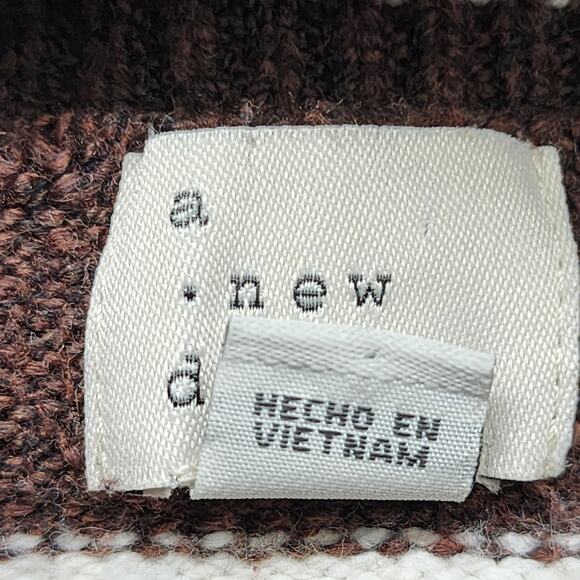 a
· new
d
HECHO EN
VIETNAM